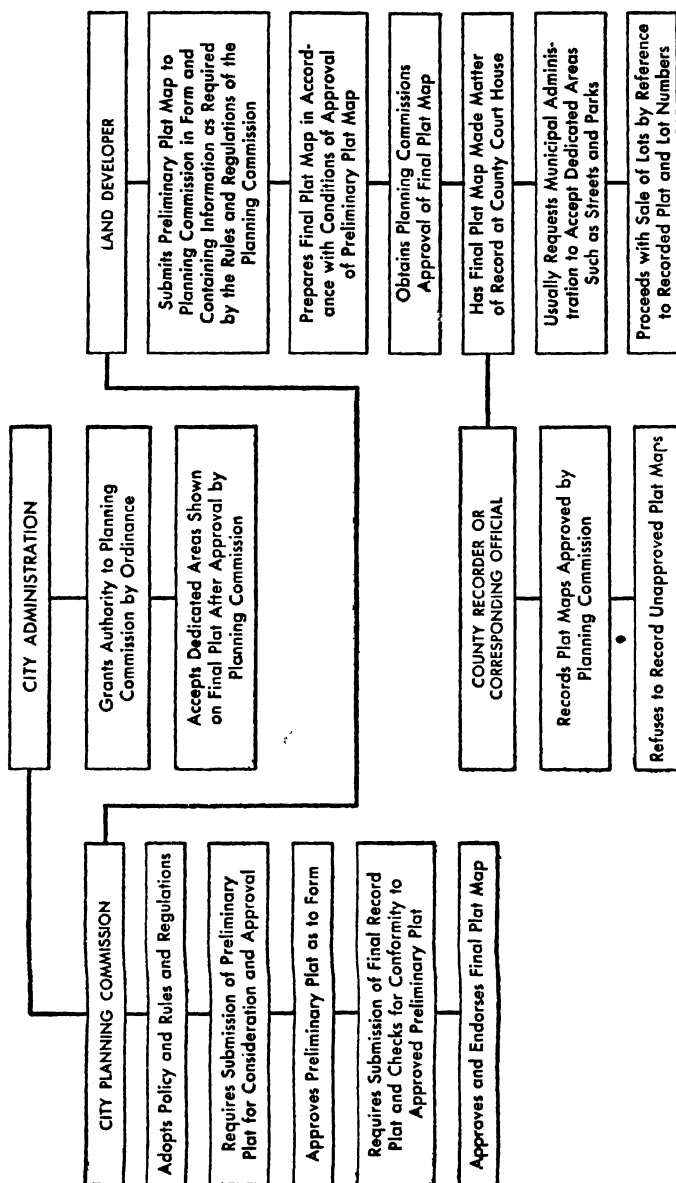 CITY ADMINISTRATION
Grants Authority to Planning
Commission by Ordinance
Accepts Dedicated Areas Shown
on Final Plat After Approval by
Planning Commission
CITY PLANNING COMMISSION
Adopts Policy and Rules and Regulations
Requires Submission of Preliminary
Plat for Consideration and Approval
Approves Preliminary Plat as to Form
Requires Submission of Final Record
Plat and Checks for Conformity to
Approved Preliminary Plat
Approves and Endorses Final Plat Map
LAND DEVELOPER
Submits Preliminary Plat Map to
Planning Commission in Form and
Containing Information as Required
by the Rules and Regulations of the
Planning Commission
Prepares Final Plat Map in Accord-
ance with Conditions of Approval
of Preliminary Plat Map
Obtains Planning Commissions
Approval of Final Plat Map
Has Final Plat Map Made Matter
of Record at County Court House
Usually Requests Municipal Adminis-
tration to Accept Dedicated Areas
Such as Streets and Parks
Proceeds with Sale of Lots by Reference
to Recorded Plat and Lot Numbers
COUNTY RECORDER OR
CORRESPONDING OFFICIAL
Records Plat Maps Approved by
Planning Commission
Refuses to Record Unapproved Plat Maps